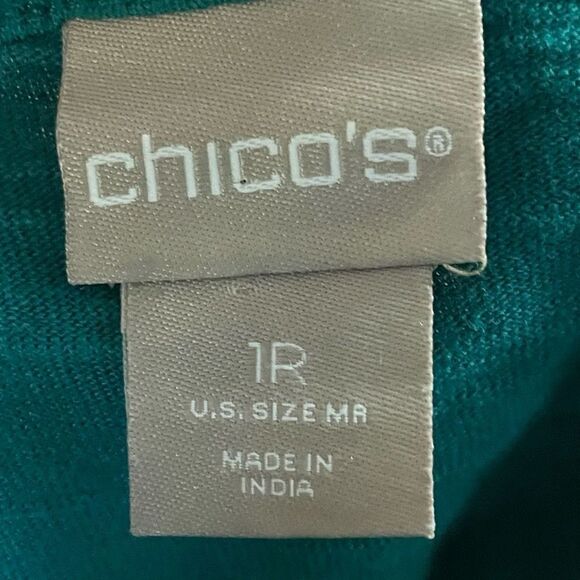 chico's®
1R
U.S. SIZE MR
MADE IN
INDIA